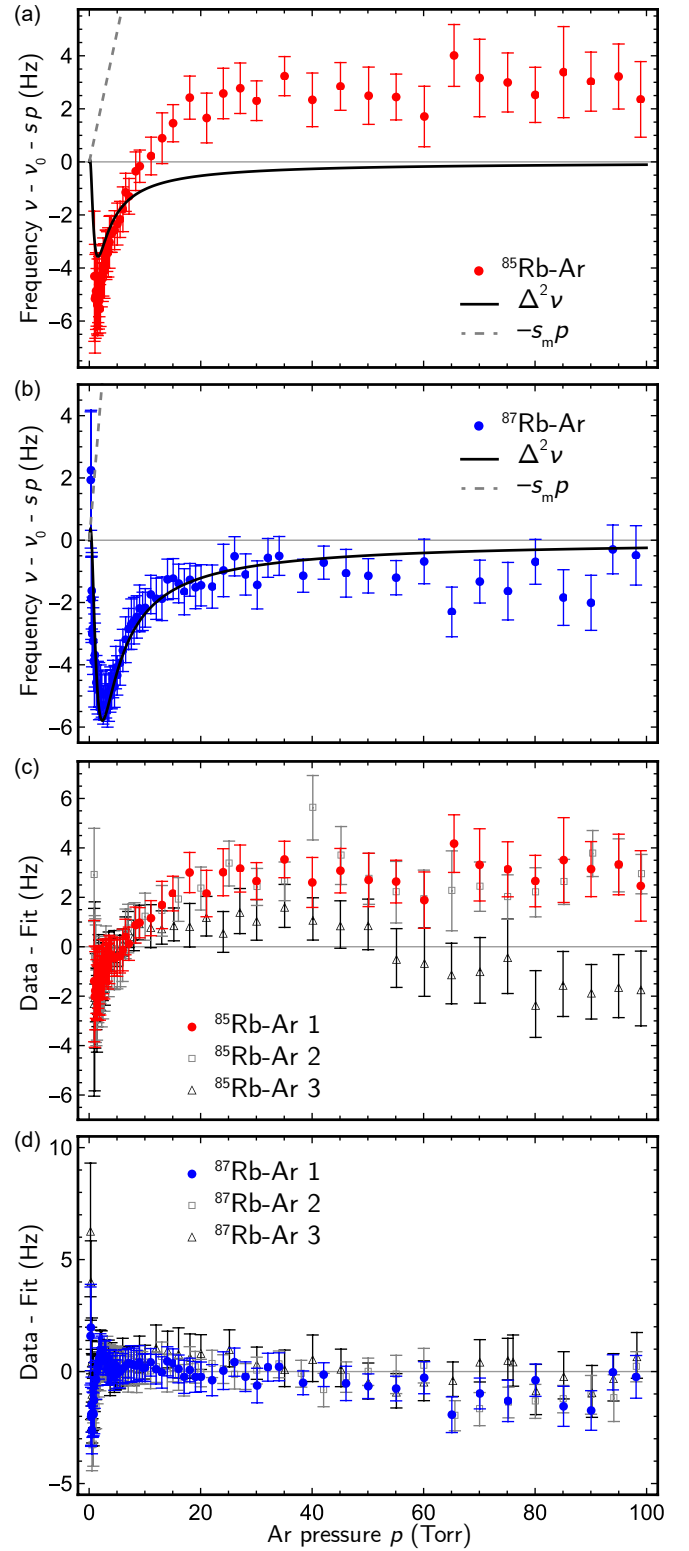 (a)
Frequency ν - ν₀ - sp (Hz)
4
2
0
−2
−4
−6
⁸⁵Rb-Ar
Δ²ν
−sₘp
(b)
Frequency ν - ν₀ - sp (Hz)
4
2
0
−2
−4
−6
⁸⁷Rb-Ar
Δ²ν
−sₘp
(c)
Data - Fit (Hz)
6
4
2
0
−2
−4
−6
⁸⁵Rb-Ar 1
⁸⁵Rb-Ar 2
⁸⁵Rb-Ar 3
(d)
Data - Fit (Hz)
10
5
0
−5
⁸⁷Rb-Ar 1
⁸⁷Rb-Ar 2
⁸⁷Rb-Ar 3
0 20 40 60 80 100
Ar pressure p (Torr)